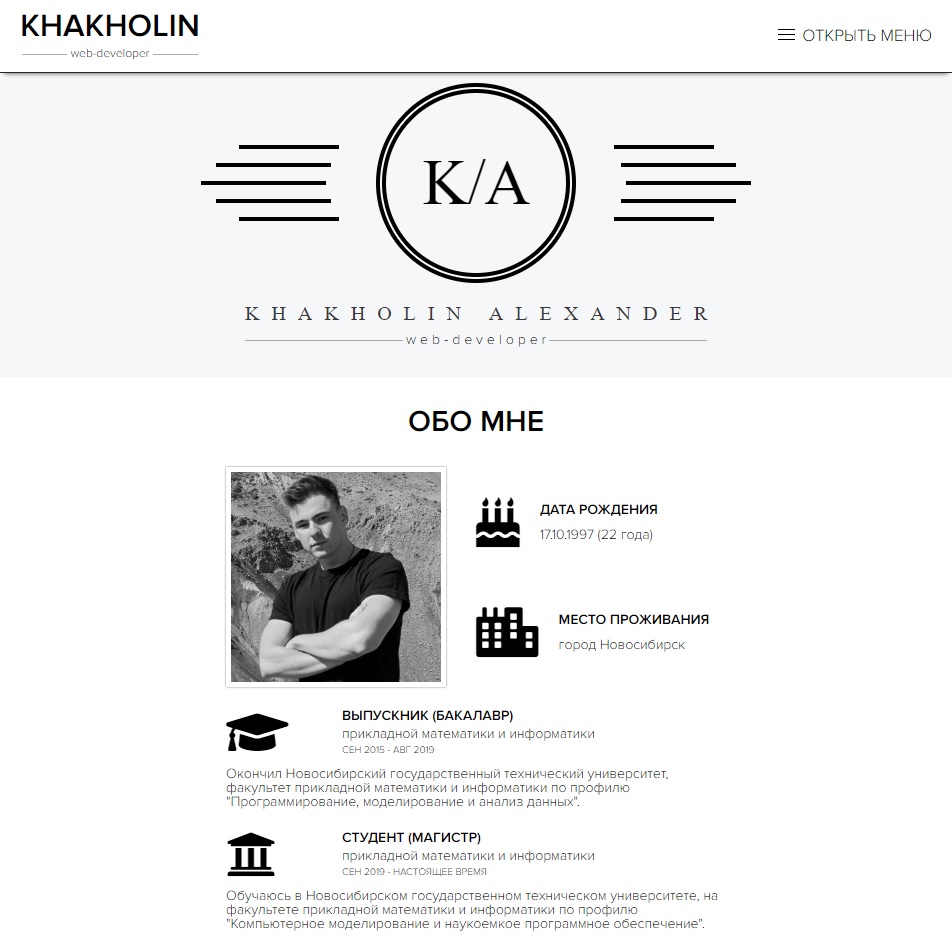 KHAKHOLIN
web-developer
ОТКРЫТЬ МЕНЮ
K/A
KHAKHOLIN ALEXANDER
web-developer
ОБО МНЕ
ДАТА РОЖДЕНИЯ
17.10.1997 (22 года)
МЕСТО ПРОЖИВАНИЯ
город Новосибирск
ВЫПУСКНИК (БАКАЛАВР)
прикладной математики и информатики
СЕН 2015 - АВГ 2019
Окончил Новосибирский государственный технический университет,
факультет прикладной математики и информатики по профилю
"Программирование, моделирование и анализ данных".
СТУДЕНТ (МАГИСТР)
прикладной математики и информатики
СЕН 2019 - НАСТОЯЩЕЕ ВРЕМЯ
Обучаюсь в Новосибирском государственном техническом университете, на
факультете прикладной математики и информатики по профилю
"Компьютерное моделирование и наукоемкое программное обеспечение".